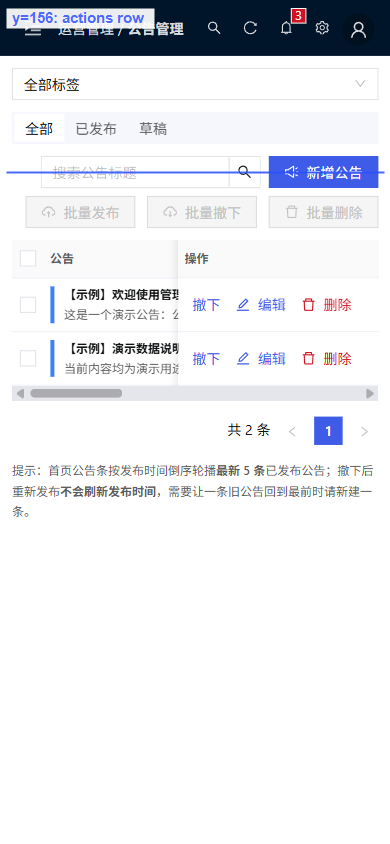 y=156: actions row
运营管理 / 公告管理
3
全部标签
全部 已发布 草稿
搜索公告标题
新增公告
批量发布 批量撤下 批量删除
公告 操作
【示例】欢迎使用管理
这是一个演示公告：公
撤下 编辑 删除
【示例】演示数据说明
当前内容均为演示用途
撤下 编辑 删除
共 2 条 1
提示：首页公告条按发布时间倒序轮播最新 5 条已发布公告；撤下后
重新发布不会刷新发布时间，需要让一条旧公告回到最前时请新建一
条。